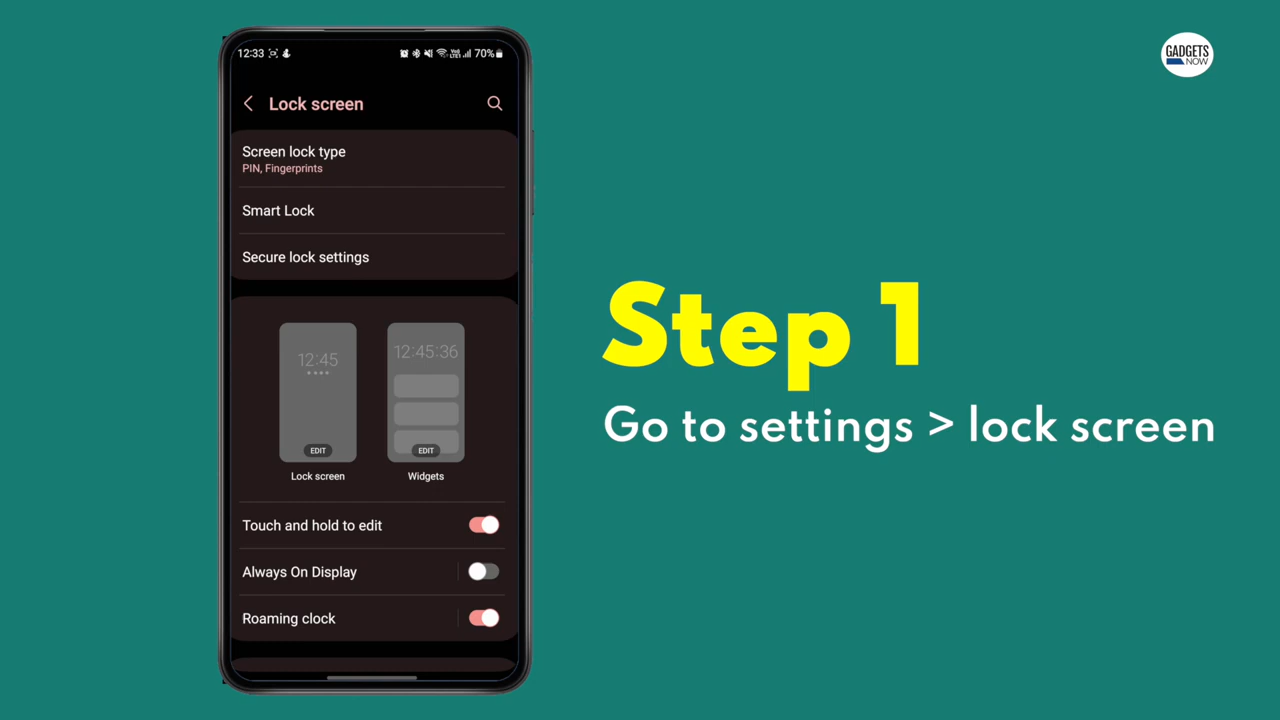 12:33
VoD LTE1 70%
Lock screen
Screen lock type
PIN, Fingerprints
Smart Lock
Secure lock settings
12:45
12:45:36
EDIT
EDIT
Lock screen
Widgets
Touch and hold to edit
Always On Display
Roaming clock
GADGETS
NOW
Step 1
Go to settings > lock screen